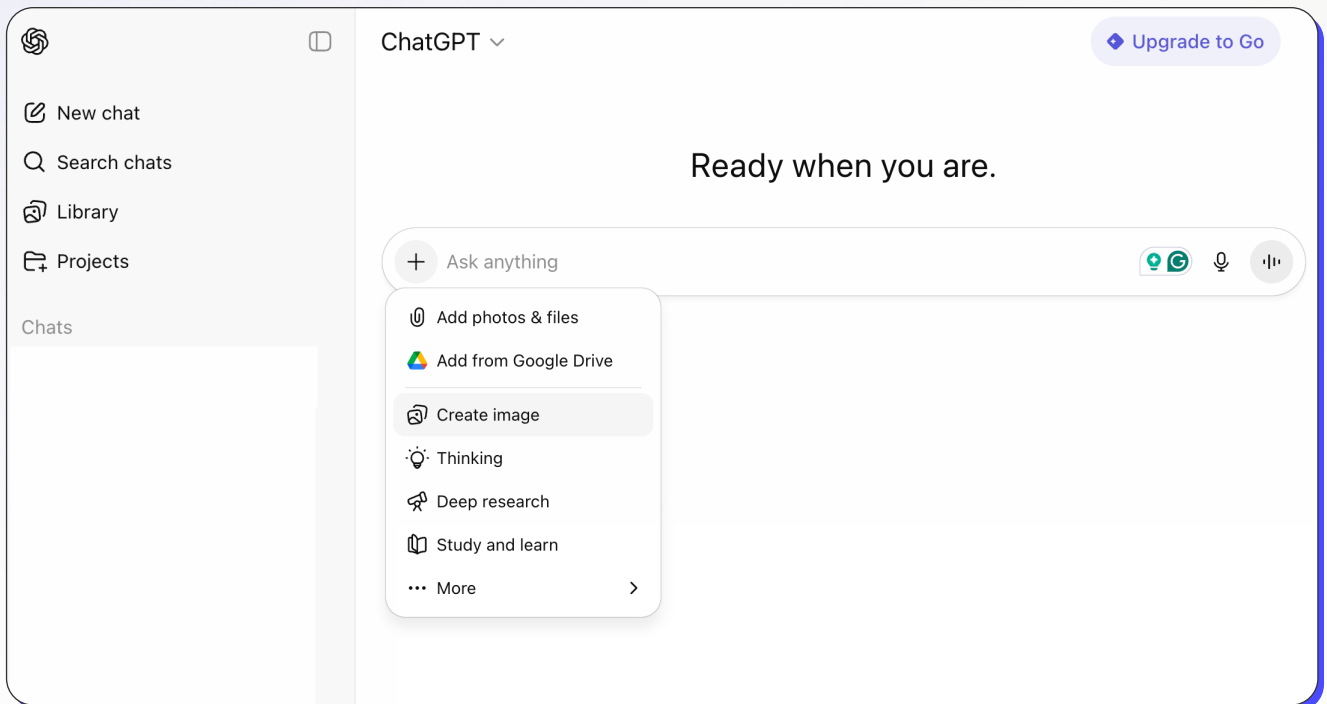 ChatGPT
Upgrade to Go
New chat
Search chats
Library
Projects
Chats
Ready when you are.
Ask anything
Add photos & files
Add from Google Drive
Create image
Thinking
Deep research
Study and learn
More